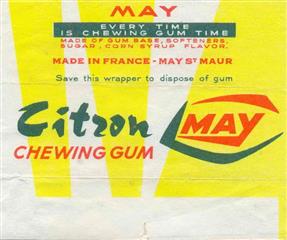 MAY
EVERY TIME
IS CHEWING GUM TIME
MADE OF GUM BASE, SOFTENERS,
SUGAR, CORN SYRUP FLAVOR.
MADE IN FRANCE - MAY ST MAUR
Save this wrapper to dispose of gum
Citron MAY
CHEWING GUM